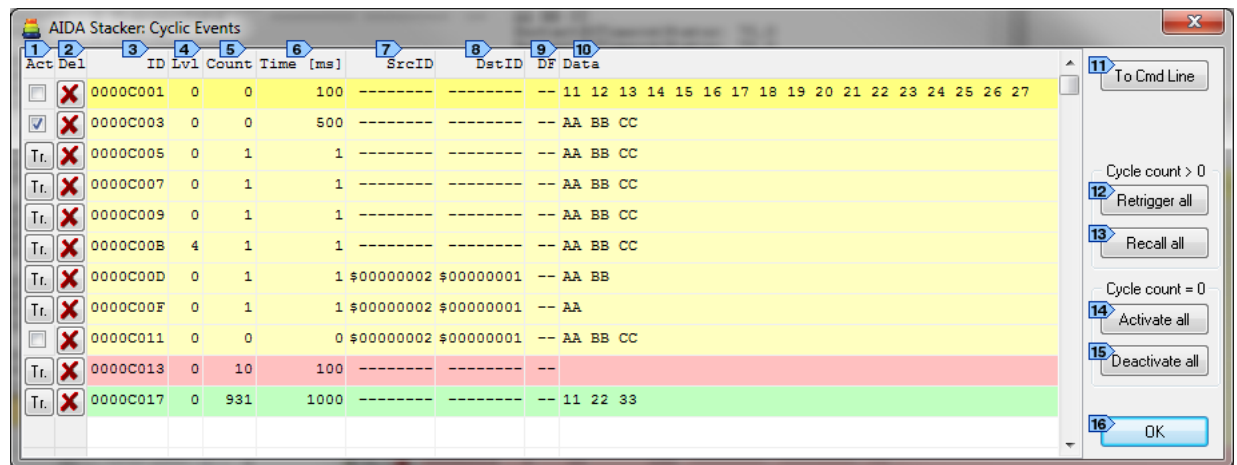 AIDA Stacker: Cyclic Events
1 2 3 4 5 6 7 8 9 10
Act Del ID Lvl Count Time [ms] SrcID DstID DF Data
0000C001 0 0 100 -------- -------- -- 11 12 13 14 15 16 17 18 19 20 21 22 23 24 25 26 27
0000C003 0 0 500 -------- -------- -- AA BB CC
Tr. 0000C005 0 1 1 -------- -------- -- AA BB CC
Tr. 0000C007 0 1 1 -------- -------- -- AA BB CC
Tr. 0000C009 0 1 1 -------- -------- -- AA BB CC
Tr. 0000C00B 4 1 1 -------- -------- -- AA BB CC
Tr. 0000C00D 0 1 1 $00000002 $00000001 -- AA BB
Tr. 0000C00F 0 1 1 $00000002 $00000001 -- AA
0000C011 0 0 0 $00000002 $00000001 -- AA BB CC
Tr. 0000C013 0 10 100 -------- -------- --
Tr. 0000C017 0 931 1000 -------- -------- -- 11 22 33
11 To Cmd Line
Cycle count > 0
12 Retrigger all
13 Recall all
Cycle count = 0
14 Activate all
15 Deactivate all
16 OK